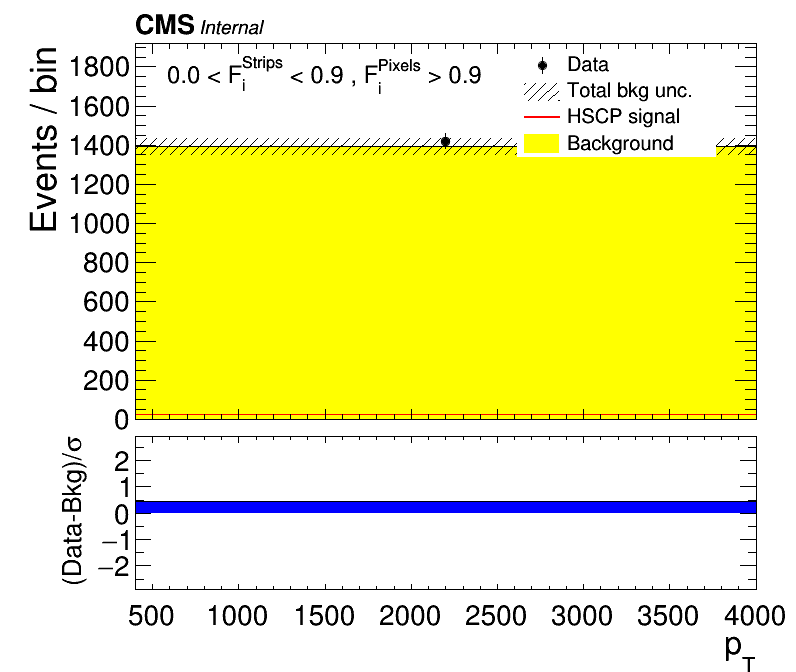 CMS Internal
Events / bin
1800
1600
1400
1200
1000
800
600
400
200
0
0.0 < F_i^Strips < 0.9 , F_i^Pixels > 0.9
Data
Total bkg unc.
HSCP signal
Background
(Data-Bkg)/σ
2
1
0
−1
−2
500 1000 1500 2000 2500 3000 3500 4000
p_T